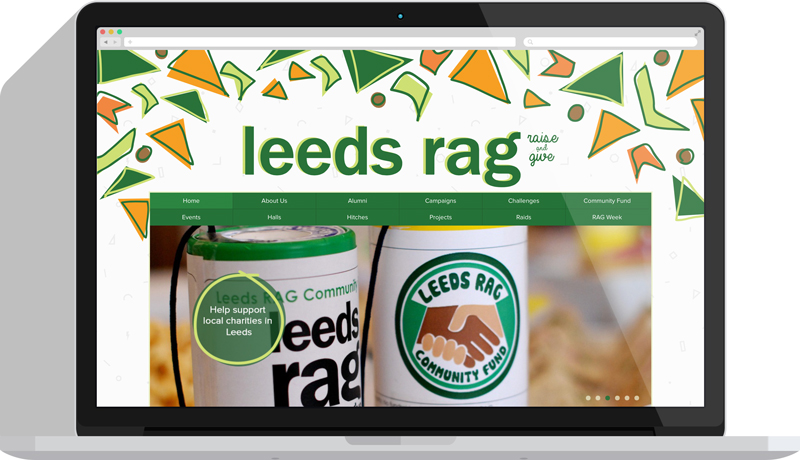 leeds rag
raise
and
give
Home About Us Alumni Campaigns Challenges Community Fund
Events Halls Hitches Projects Raids RAG Week
Leeds RAG Community
leeds
rag
Help support
local charities in
Leeds
LEEDS RAG
COMMUNITY FUND